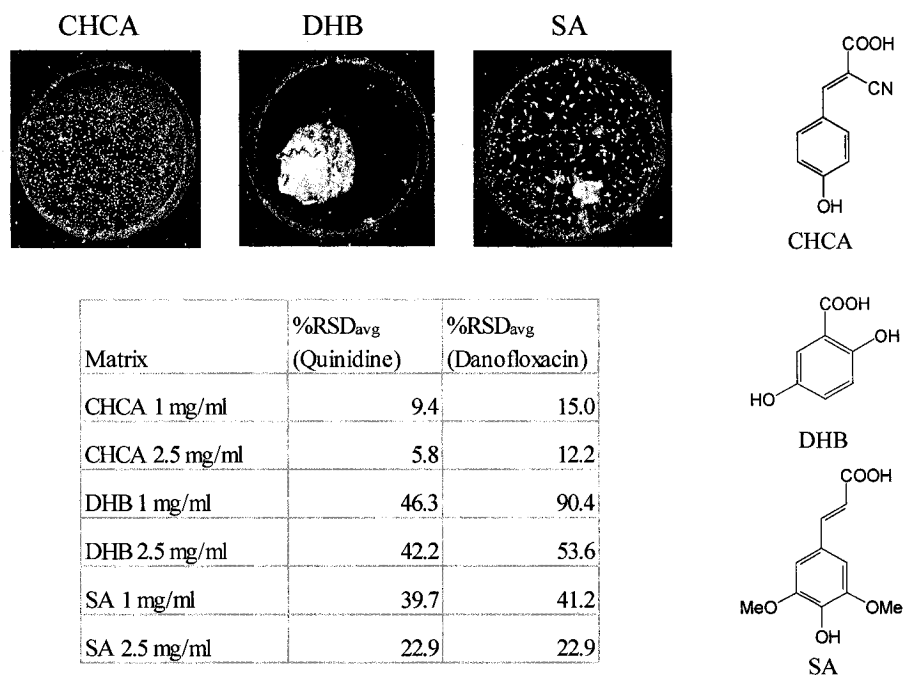 CHCA DHB SA
COOH
CN
OH
CHCA
Matrix %RSDavg (Quinidine) %RSDavg (Danofloxacin)
CHCA 1 mg/ml 9.4 15.0
CHCA 2.5 mg/ml 5.8 12.2
DHB 1 mg/ml 46.3 90.4
DHB 2.5 mg/ml 42.2 53.6
SA 1 mg/ml 39.7 41.2
SA 2.5 mg/ml 22.9 22.9
COOH
OH
HO
DHB
COOH
MeO OMe
OH
SA